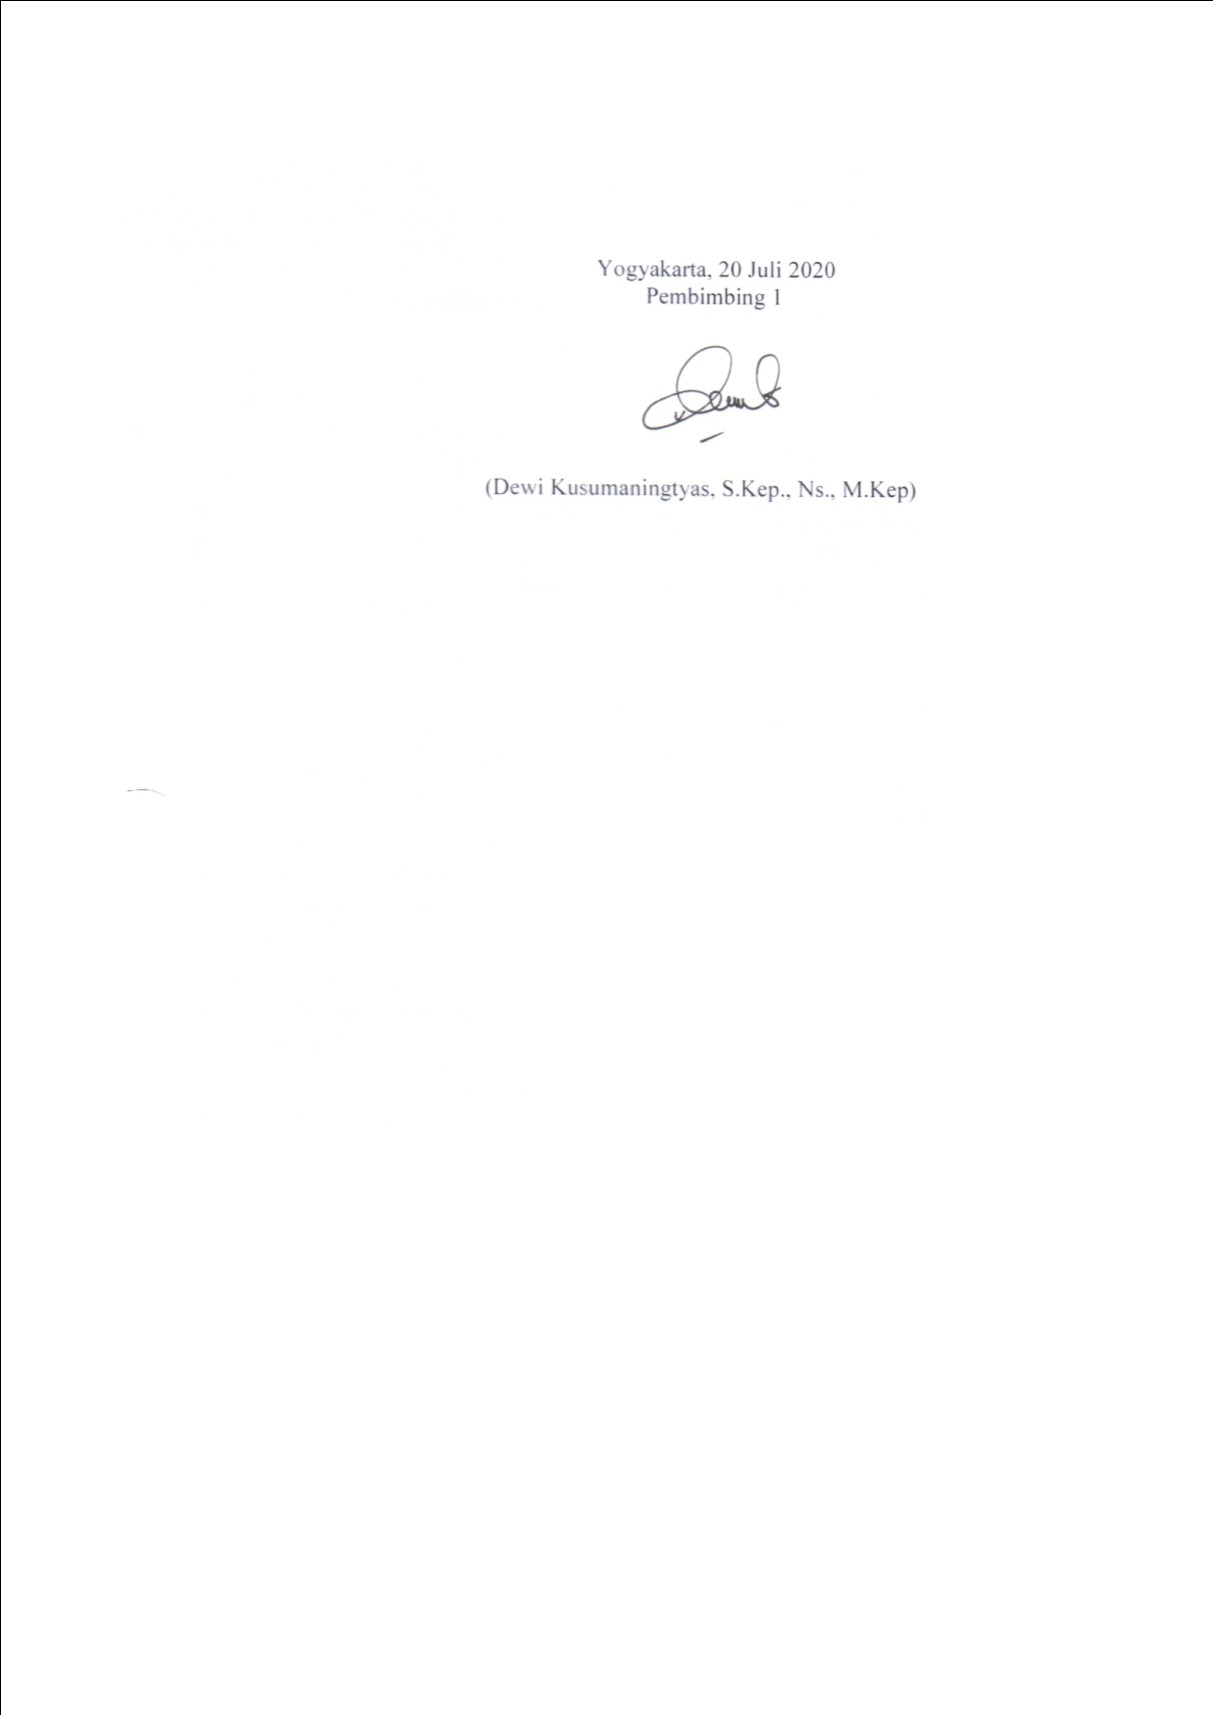 Yogyakarta, 20 Juli 2020
Pembimbing 1
(Dewi Kusumaningtyas, S.Kep., Ns., M.Kep)